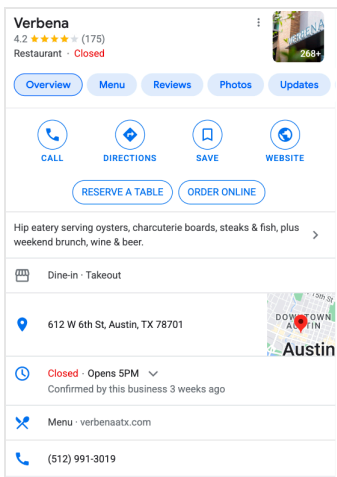 Verbena
4.2 (175)
Restaurant · Closed
VERBENA
268+
Overview
Menu
Reviews
Photos
Updates
CALL
DIRECTIONS
SAVE
WEBSITE
RESERVE A TABLE
ORDER ONLINE
Hip eatery serving oysters, charcuterie boards, steaks & fish, plus
weekend brunch, wine & beer.
Dine-in · Takeout
612 W 6th St, Austin, TX 78701
15th St
DOWNTOWN
AUSTIN
Austin
Closed · Opens 5PM
Confirmed by this business 3 weeks ago
Menu · verbenaatx.com
(512) 991-3019